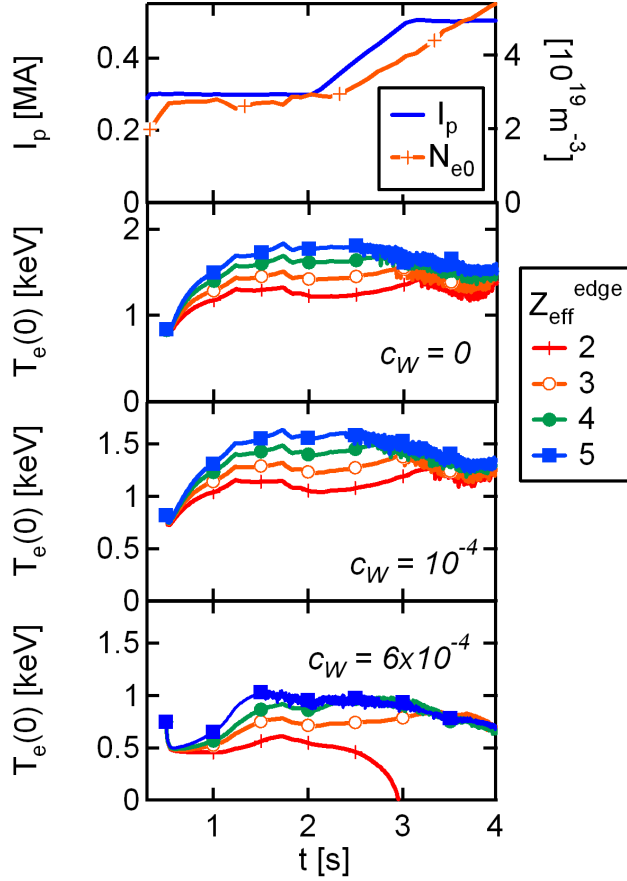 I_p [MA]
0.4
0.2
0
4
2
0
[10^19 m^-3]
I_p
N_e0
T_e(0) [keV]
2
1
0
c_W = 0
Z_eff^edge
2
3
4
5
T_e(0) [keV]
1.5
1
0.5
0
c_W = 10^-4
T_e(0) [keV]
1.5
1
0.5
0
c_W = 6x10^-4
1
2
3
4
t [s]